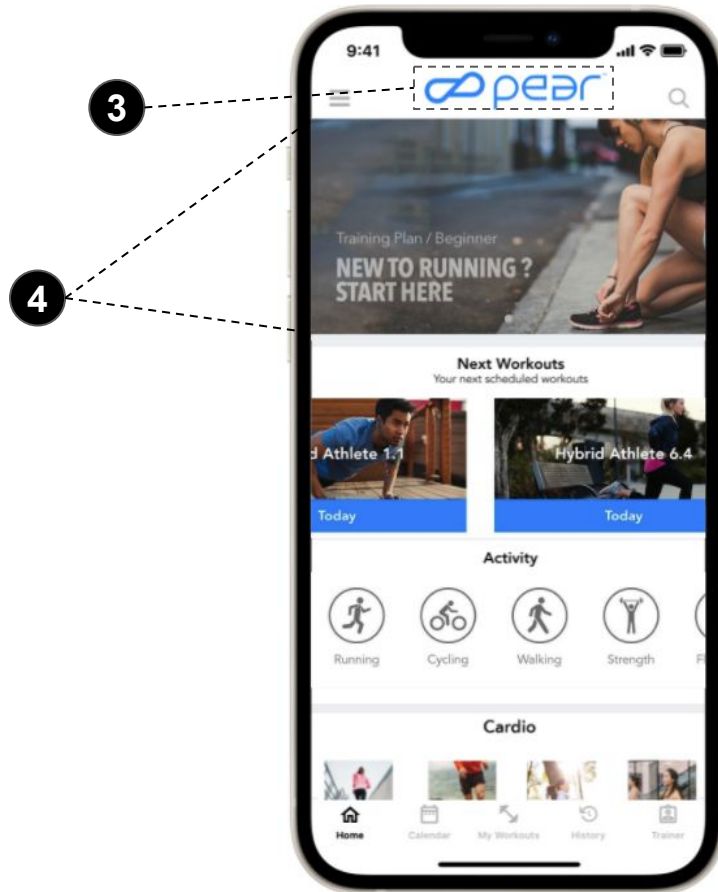 9:41
3
pear™
4
Training Plan / Beginner
NEW TO RUNNING ?
START HERE
Next Workouts
Your next scheduled workouts
d Athlete 1.1
Hybrid Athlete 6.4
Today
Today
Activity
Running
Cycling
Walking
Strength
Fl
Cardio
Home
Calendar
My Workouts
History
Trainer